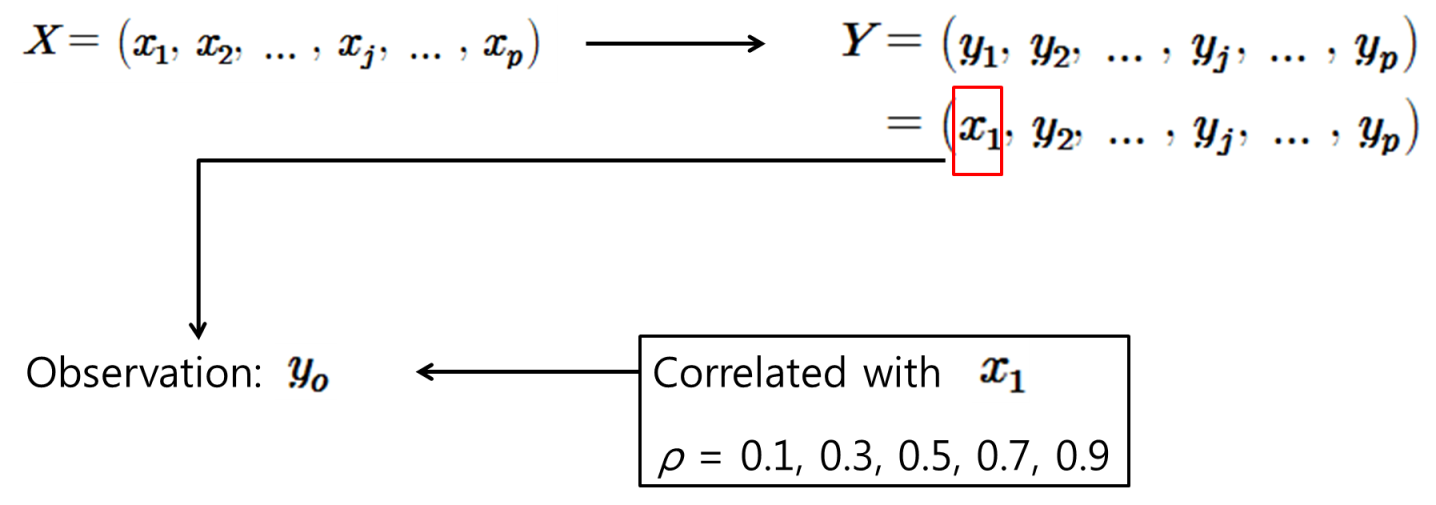 X = (x₁, x₂, ... , xⱼ, ... , xₚ) → Y = (y₁, y₂, ... , yⱼ, ... , yₚ)
= (x₁, y₂, ... , yⱼ, ... , yₚ)
Observation: yₒ
Correlated with x₁
ρ = 0.1, 0.3, 0.5, 0.7, 0.9